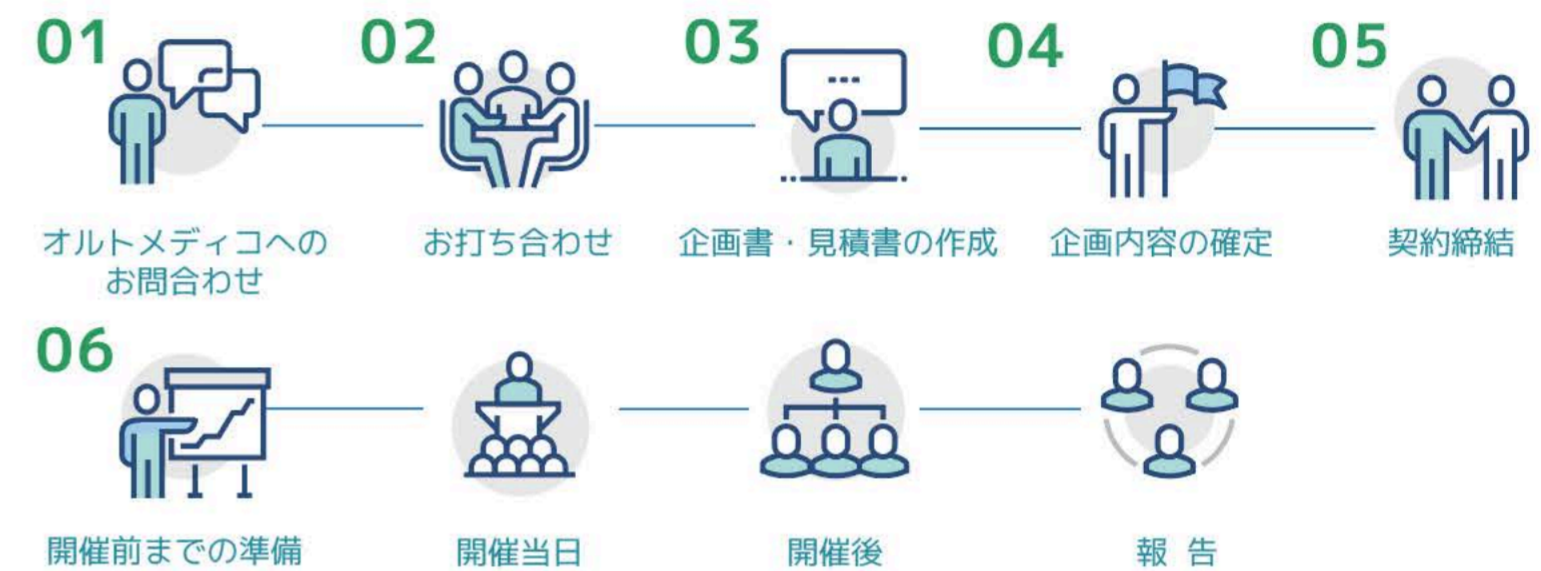 01
オルトメディコへの
お問合わせ
02
お打ち合わせ
03
企画書・見積書の作成
04
企画内容の確定
05
契約締結
06
開催前までの準備
開催当日
開催後
報 告